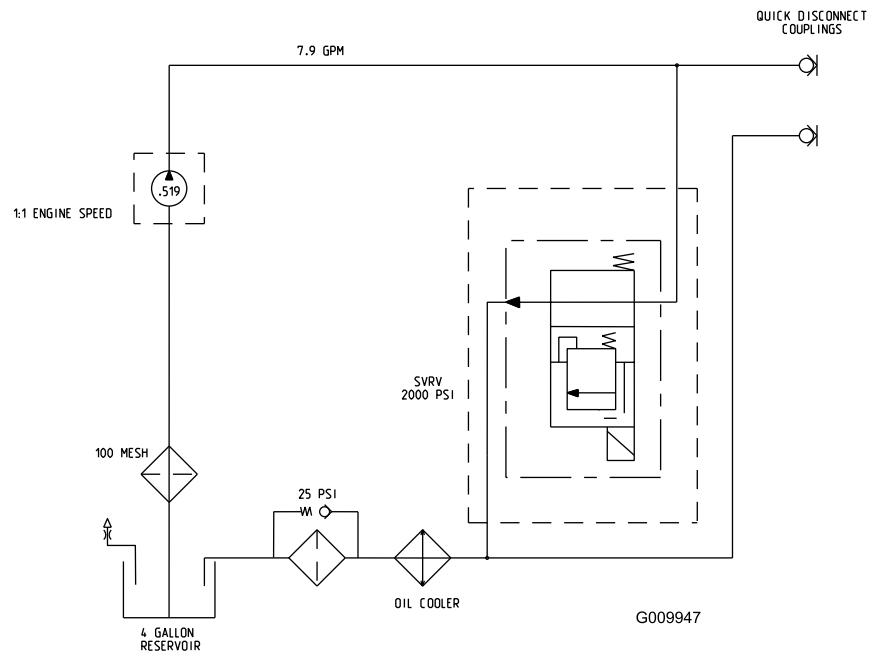 QUICK DISCONNECT
COUPLINGS
7.9 GPM
.519
1:1 ENGINE SPEED
SVRV
2000 PSI
100 MESH
25 PSI
OIL COOLER
G009947
4 GALLON
RESERVOIR